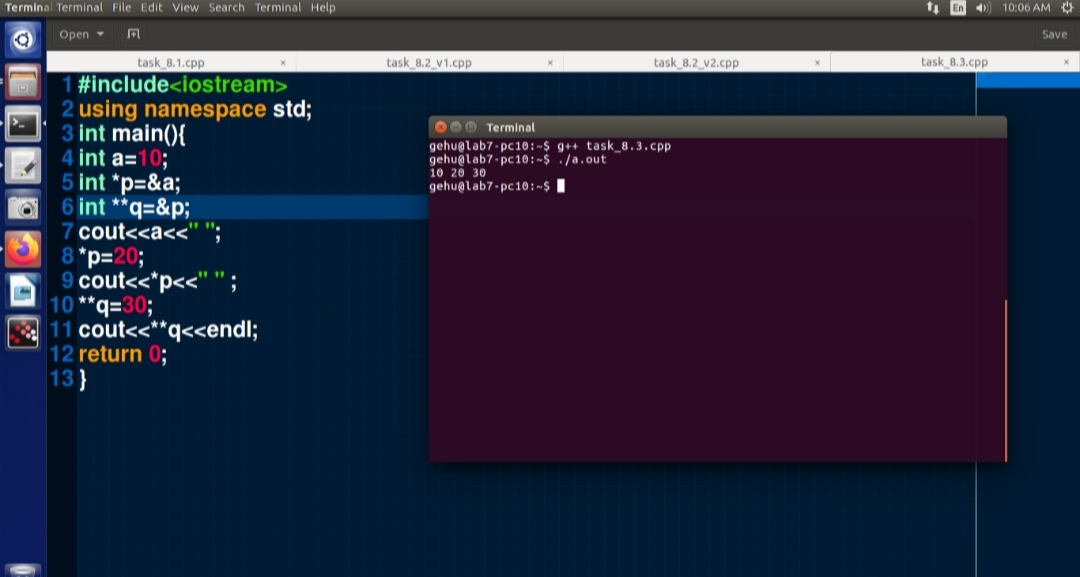 Terminal Terminal File Edit View Search Terminal Help En 10:06 AM
Open Save
task_8.1.cpp × task_8.2_v1.cpp × task_8.2_v2.cpp × task_8.3.cpp ×
1 #include<iostream>
2 using namespace std;
3 int main(){
4 int a=10;
5 int *p=&a;
6 int **q=&p;
7 cout<<a<<" ";
8 *p=20;
9 cout<<*p<<" " ;
10 **q=30;
11 cout<<**q<<endl;
12 return 0;
13 }
Terminal
gehu@lab7-pc10:~$ g++ task_8.3.cpp
gehu@lab7-pc10:~$ ./a.out
10 20 30
gehu@lab7-pc10:~$